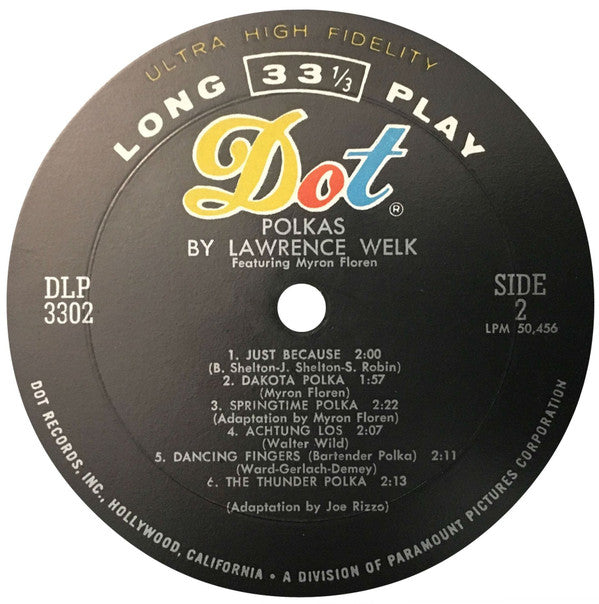 ULTRA HIGH FIDELITY
LONG 33 1/3 PLAY
Dot®
POLKAS
BY LAWRENCE WELK
Featuring Myron Floren
DLP
3302
SIDE
2
LPM 50,456
1. JUST BECAUSE 2:00
(B. Shelton-J. Shelton-S. Robin)
2. DAKOTA POLKA 1:57
(Myron Floren)
3. SPRINGTIME POLKA 2:22
(Adaptation by Myron Floren)
4. ACHTUNG LOS 2:07
(Walter Wild)
5. DANCING FINGERS (Bartender Polka) 2:11
(Ward-Gerlach-Demey)
6. THE THUNDER POLKA 2:13
(Adaptation by Joe Rizzo)
DOT RECORDS, INC., HOLLYWOOD, CALIFORNIA • A DIVISION OF PARAMOUNT PICTURES CORPORATION